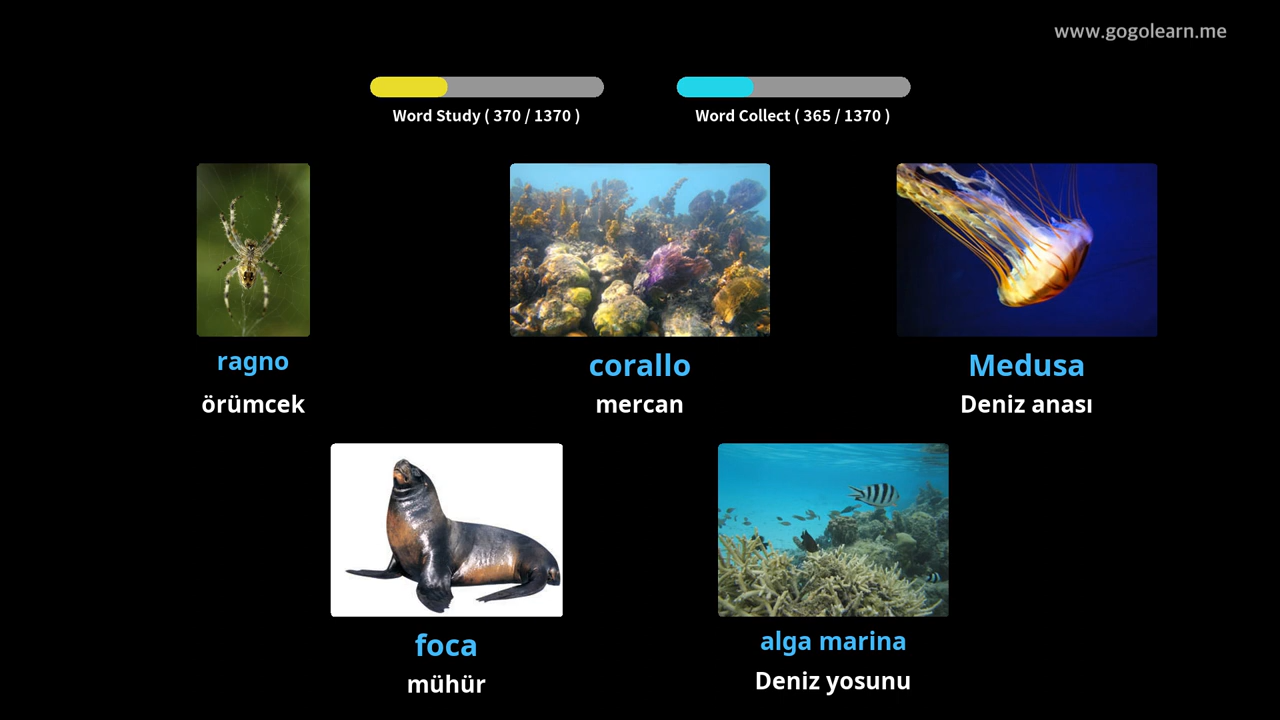 www.gogolearn.me
Word Study ( 370 / 1370 )
Word Collect ( 365 / 1370 )
ragno
örümcek
corallo
mercan
Medusa
Deniz anası
foca
mühür
alga marina
Deniz yosunu